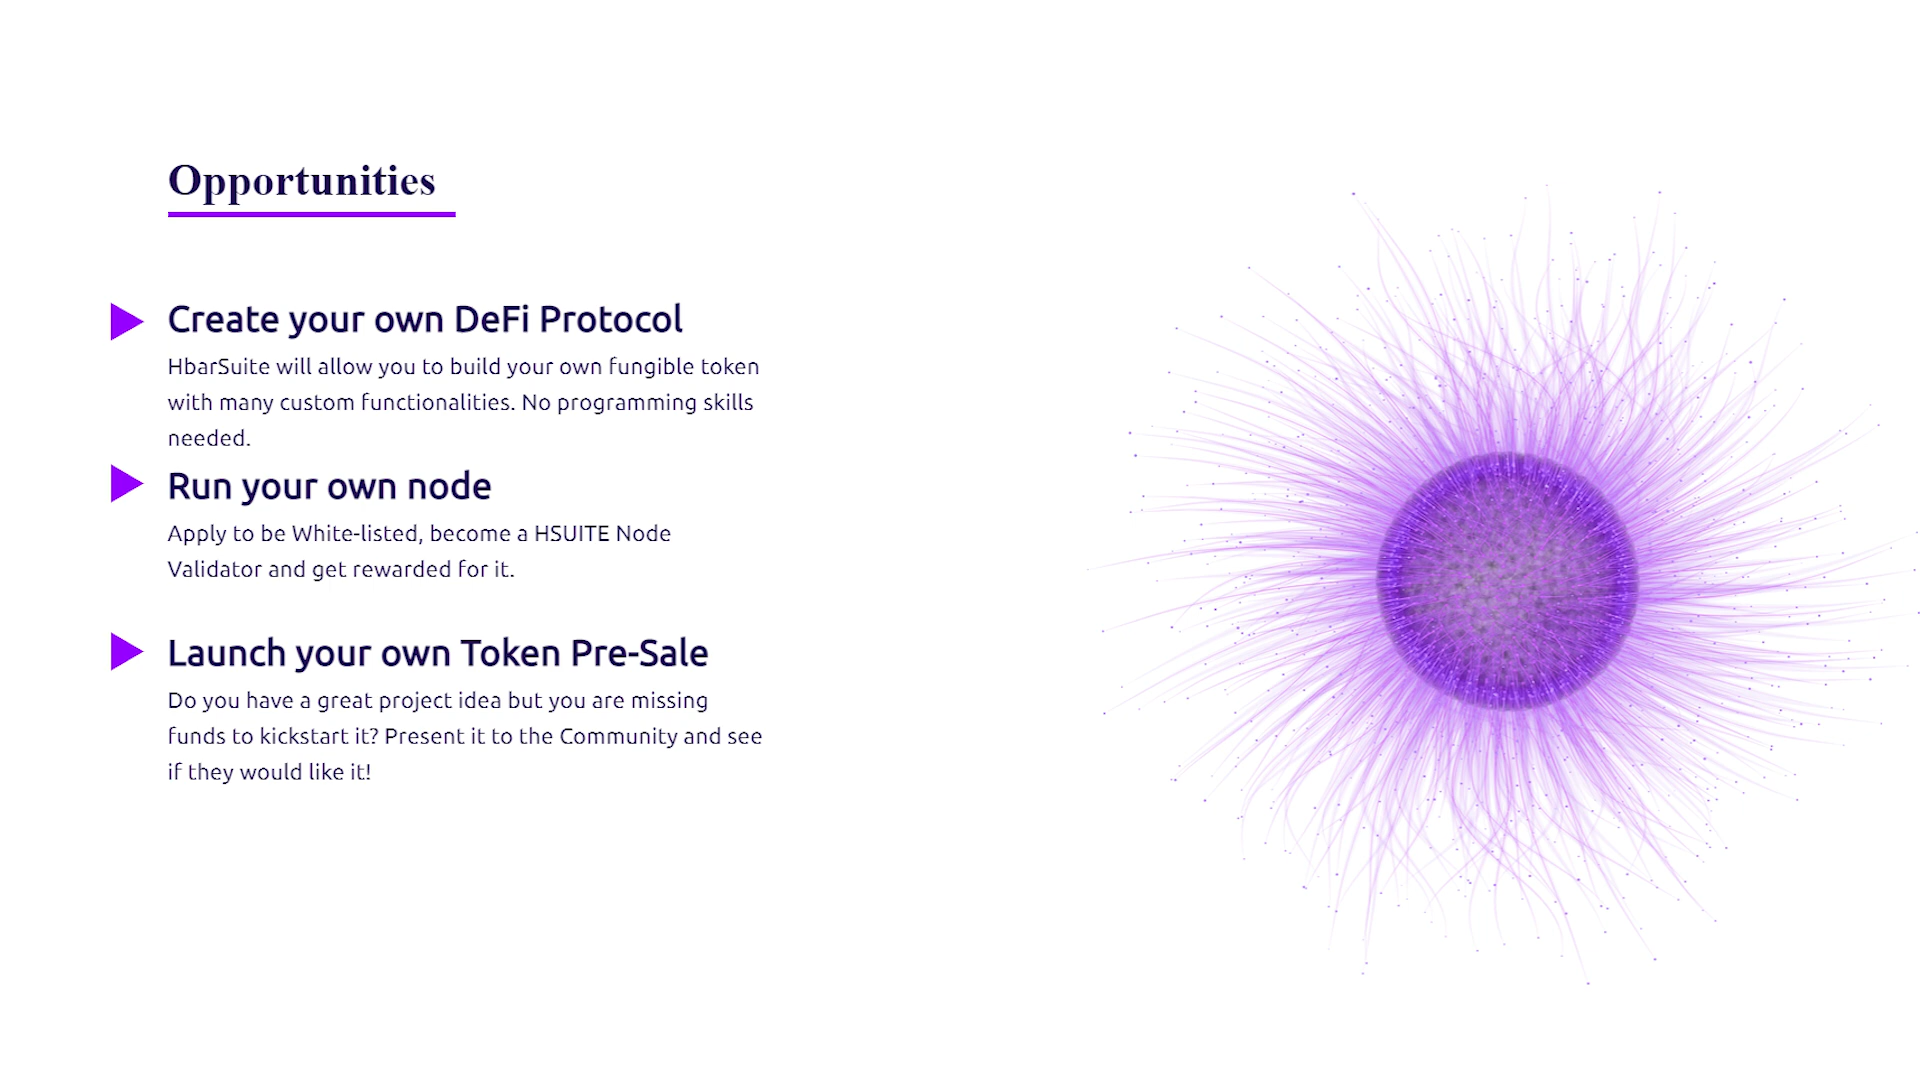 Opportunities
Create your own DeFi Protocol
HbarSuite will allow you to build your own fungible token
with many custom functionalities. No programming skills
needed.
Run your own node
Apply to be White-listed, become a HSUITE Node
Validator and get rewarded for it.
Launch your own Token Pre-Sale
Do you have a great project idea but you are missing
funds to kickstart it? Present it to the Community and see
if they would like it!